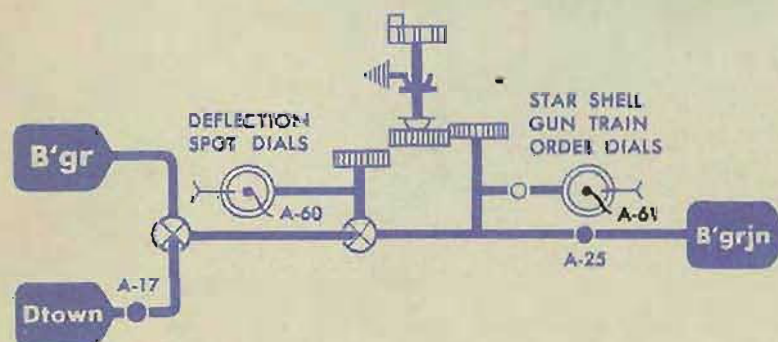 STAR SHELL
GUN TRAIN
ORDER DIALS
DEFLECTION
SPOT DIALS
B'gr
A-60
A-61
B'grjn
A-25
A-17
Dtown